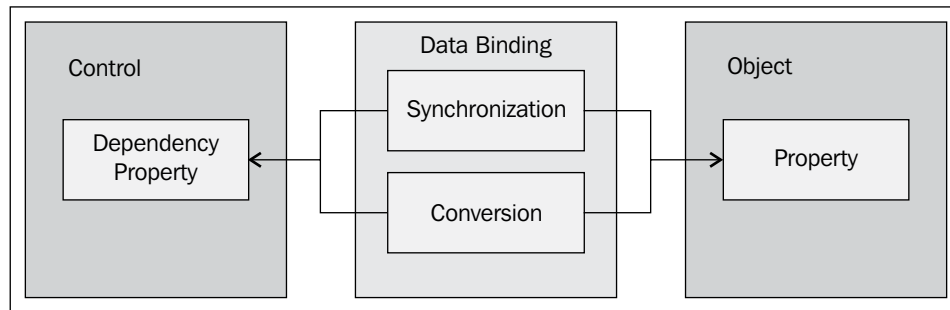 Control
Dependency
Property
Data Binding
Synchronization
Conversion
Object
Property